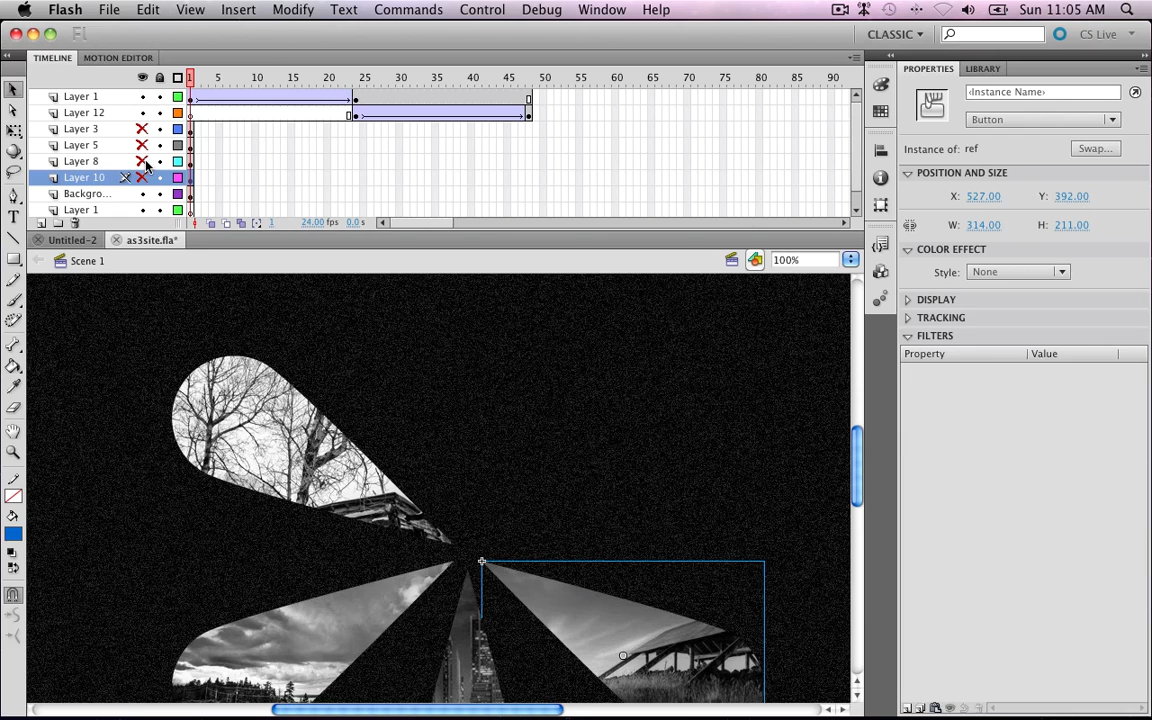 Flash File Edit View Insert Modify Text Commands Control Debug Window Help Sun 11:05 AM
Fl CLASSIC CS Live
TIMELINE MOTION EDITOR
1 5 10 15 20 25 30 35 40 45 50 55 60 65 70 75 80 85 90
Layer 1
Layer 12
Layer 3
Layer 5
Layer 8
Layer 10
Backgro...
Layer 1
1 24.00 fps 0.0 s
Untitled-2 as3site.fla*
Scene 1 100%
PROPERTIES LIBRARY
<Instance Name>
Button
Instance of: ref Swap...
POSITION AND SIZE
X: 527.00 Y: 392.00
W: 314.00 H: 211.00
COLOR EFFECT
Style: None
DISPLAY
TRACKING
FILTERS
Property Value